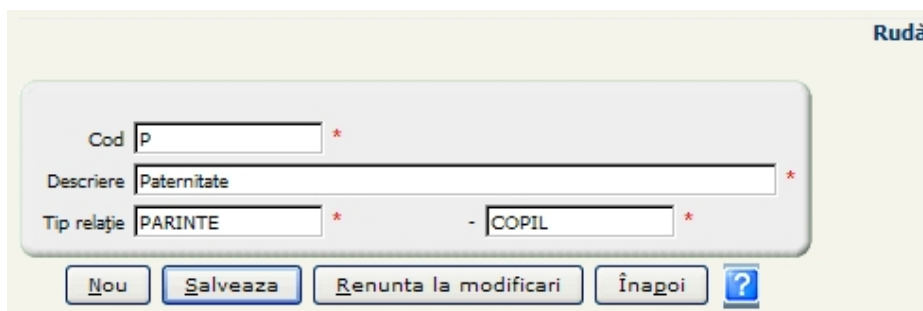 Rudă
Cod P *
Descriere Paternitate *
Tip relaţie PARINTE * - COPIL *
Nou Salveaza Renunta la modificari Înapoi ?